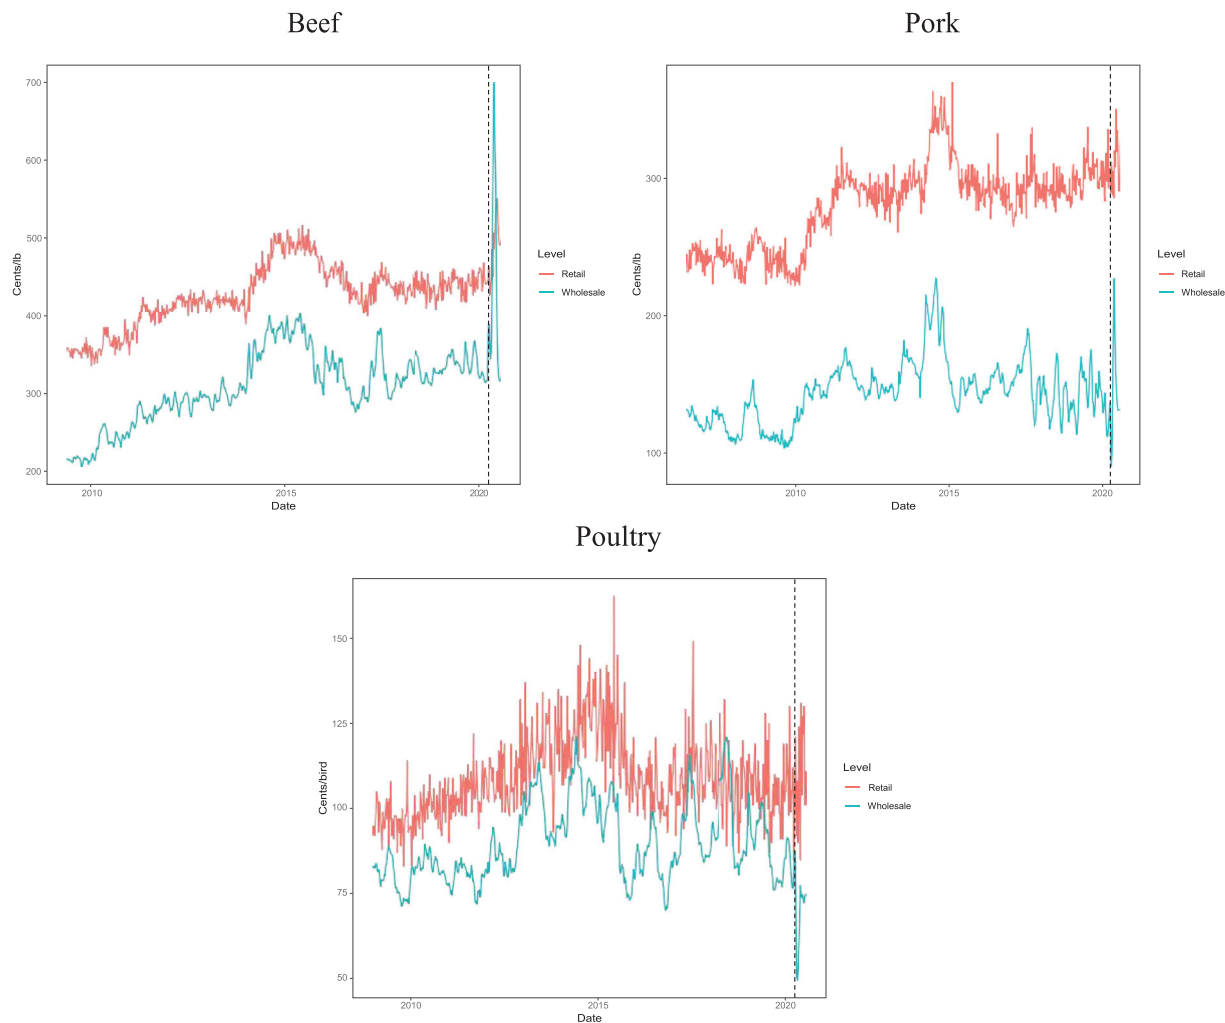 Beef
Pork
700
600
500
400
300
200
Cents/lb
2010
2015
2020
Date
Level
Retail
Wholesale
300
200
100
Cents/lb
2010
2015
2020
Date
Level
Retail
Wholesale
Poultry
150
125
100
75
50
Cents/bird
2010
2015
2020
Date
Level
Retail
Wholesale